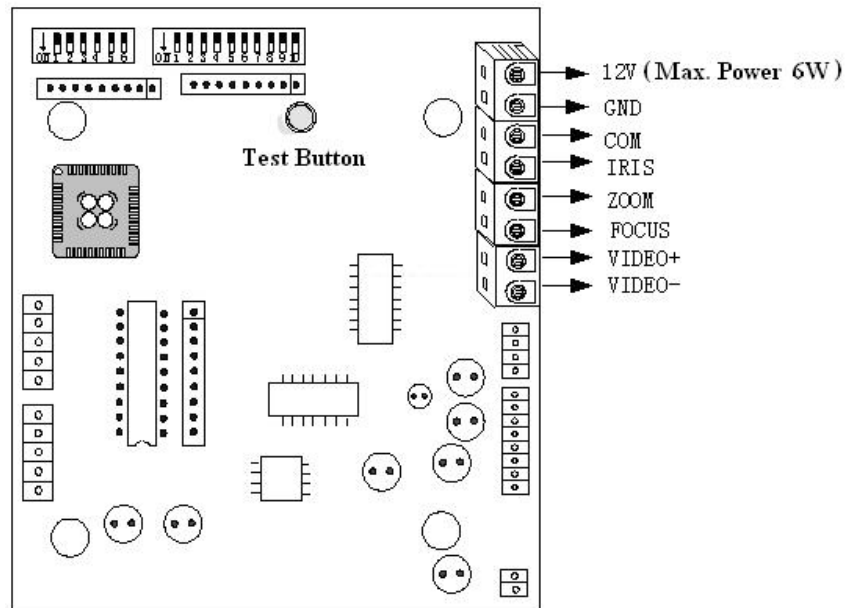 ON 1 2 3 4 5 6
ON 1 2 3 4 5 6 7 8 9 10
12V (Max. Power 6W)
GND
COM
Test Button
IRIS
ZOOM
FOCUS
VIDEO+
VIDEO-